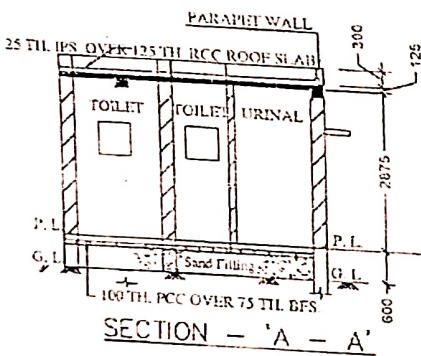 PARAPET WALL
25 TH. IPS OVER 125 TH. RCC ROOF SLAB
300
125
TOILET
TOILET
URINAL
2875
P. L.
P. L.
G. L.
Sand Filling
G. L.
600
100 TH. PCC OVER 75 TH. BFS.
SECTION - 'A - A'